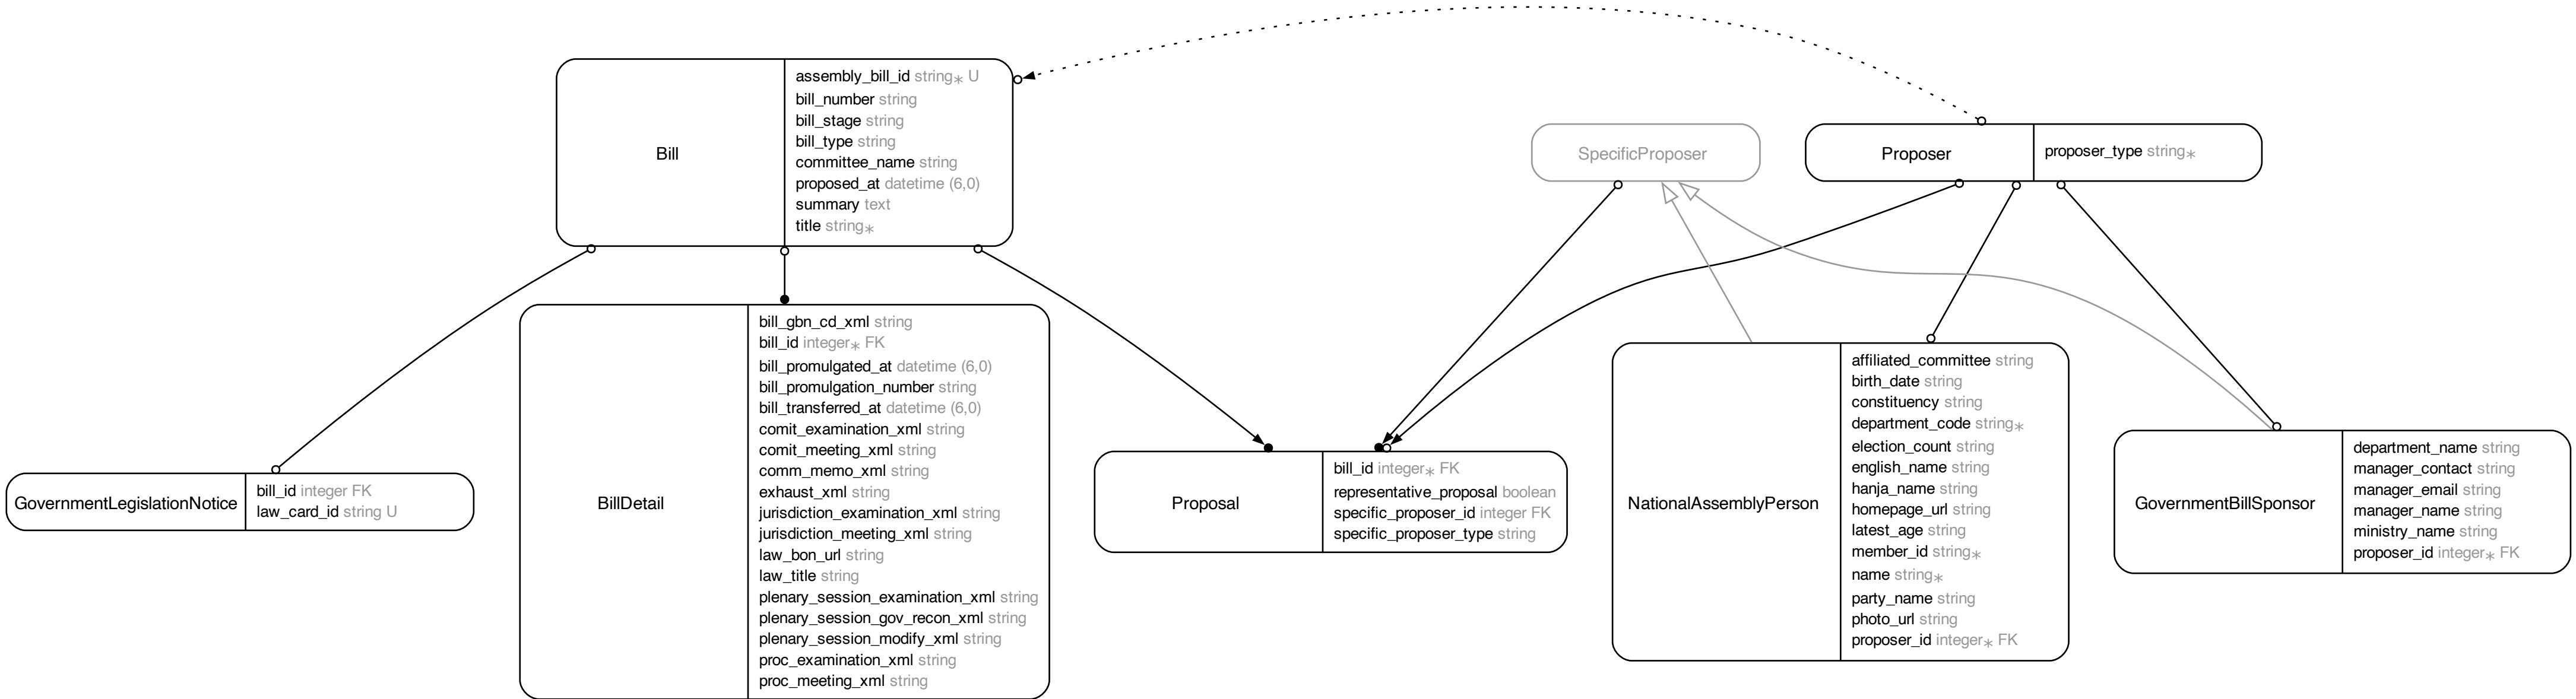 Bill
assembly_bill_id string* U
bill_number string
bill_stage string
bill_type string
committee_name string
proposed_at datetime (6,0)
summary text
title string*
SpecificProposer
Proposer
proposer_type string*
GovernmentLegislationNotice
bill_id integer FK
law_card_id string U
BillDetail
bill_gbn_cd_xml string
bill_id integer* FK
bill_promulgated_at datetime (6,0)
bill_promulgation_number string
bill_transferred_at datetime (6,0)
comit_examination_xml string
comit_meeting_xml string
comm_memo_xml string
exhaust_xml string
jurisdiction_examination_xml string
jurisdiction_meeting_xml string
law_bon_url string
law_title string
plenary_session_examination_xml string
plenary_session_gov_recon_xml string
plenary_session_modify_xml string
proc_examination_xml string
proc_meeting_xml string
Proposal
bill_id integer* FK
representative_proposal boolean
specific_proposer_id integer FK
specific_proposer_type string
NationalAssemblyPerson
affiliated_committee string
birth_date string
constituency string
department_code string*
election_count string
english_name string
hanja_name string
homepage_url string
latest_age string
member_id string*
name string*
party_name string
photo_url string
proposer_id integer* FK
GovernmentBillSponsor
department_name string
manager_contact string
manager_email string
manager_name string
ministry_name string
proposer_id integer* FK